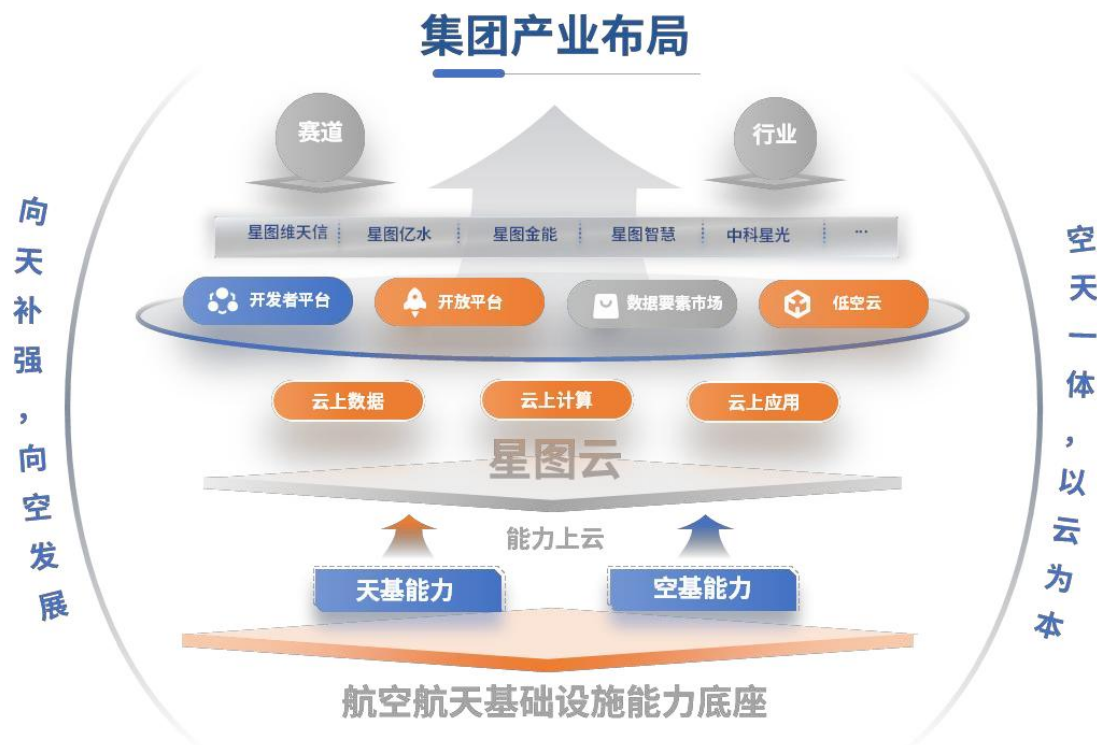 集团产业布局
赛道
行业
星图维天信
星图亿水
星图金能
星图智慧
中科星光
...
开发者平台
开放平台
数据要素市场
低空云
云上数据
云上计算
云上应用
星图云
能力上云
天基能力
空基能力
航空航天基础设施能力底座
向天补强，向空发展
空天一体，以云为本